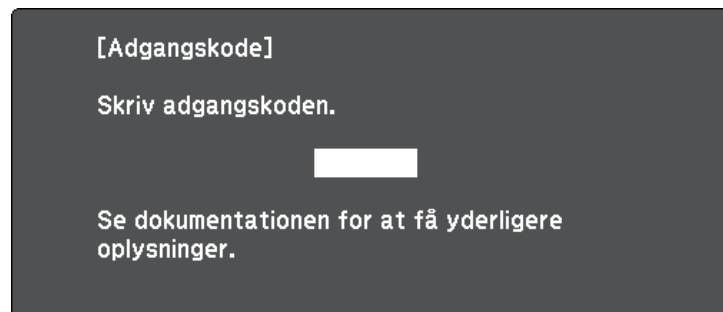 [Adgangskode]
Skriv adgangskoden.
Se dokumentationen for at få yderligere
oplysninger.